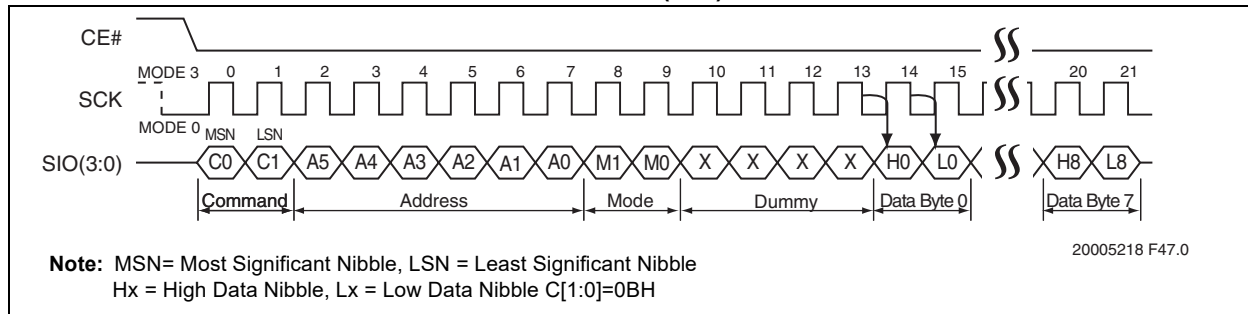 CE#
MODE 3 0 1 2 3 4 5 6 7 8 9 10 11 12 13 14 15 20 21
SCK
MODE 0
MSN LSN
SIO(3:0) C0 C1 A5 A4 A3 A2 A1 A0 M1 M0 X X X X H0 L0 H8 L8
Command Address Mode Dummy Data Byte 0 Data Byte 7
20005218 F47.0
Note: MSN= Most Significant Nibble, LSN = Least Significant Nibble
Hx = High Data Nibble, Lx = Low Data Nibble C[1:0]=0BH